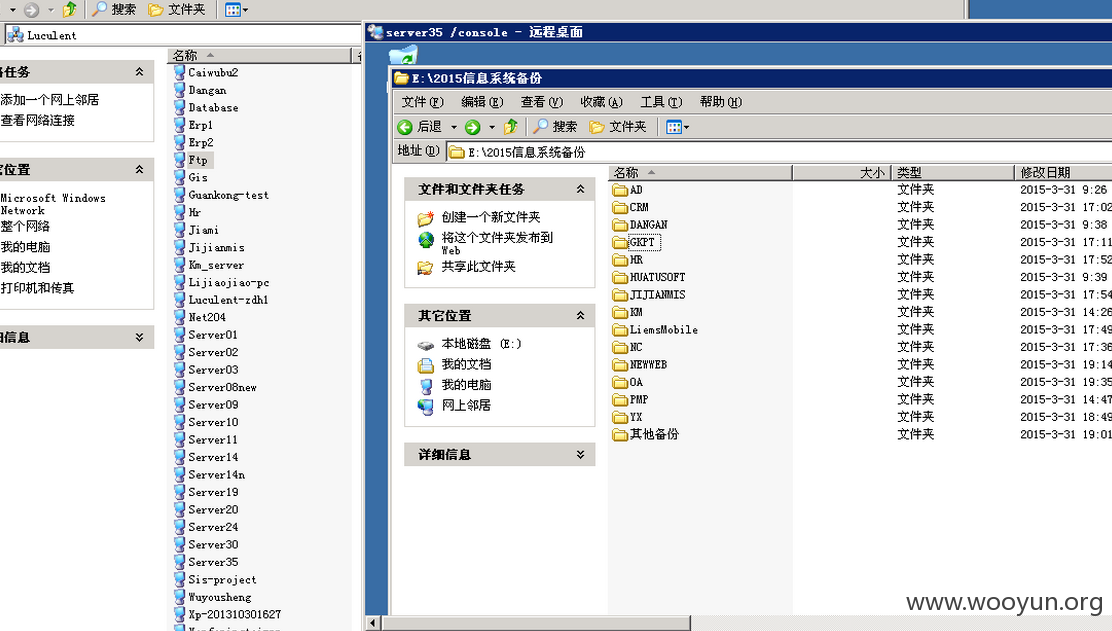 搜索 文件夹
Luculent
络任务
添加一个网上邻居
查看网络连接
它位置
Microsoft Windows
Network
整个网络
我的电脑
我的文档
打印机和传真
细信息
名称
Caiwubu2
Dangan
Database
Erp1
Erp2
Ftp
Gis
Guankong-test
Hr
Jiami
Jijianmis
Km_server
Lijiaojiao-pc
Luculent-zdh1
Net204
Server01
Server02
Server03
Server08new
Server09
Server10
Server11
Server14
Server14n
Server19
Server20
Server24
Server30
Server35
Sis-project
Wuyousheng
Xp-201310301627
server35 /console - 远程桌面
E:\2015信息系统备份
文件(F) 编辑(E) 查看(V) 收藏(A) 工具(T) 帮助(H)
后退 搜索 文件夹
地址(D) E:\2015信息系统备份
文件和文件夹任务
创建一个新文件夹
将这个文件夹发布到
Web
共享此文件夹
其它位置
本地磁盘 (E:)
我的文档
我的电脑
网上邻居
详细信息
名称 大小 类型 修改日期
AD 文件夹 2015-3-31 9:26
CRM 文件夹 2015-3-31 17:02
DANGAN 文件夹 2015-3-31 9:38
GKPT 文件夹 2015-3-31 17:11
HR 文件夹 2015-3-31 17:52
HUATUSOFT 文件夹 2015-3-31 9:39
JIJIANMIS 文件夹 2015-3-31 17:54
KM 文件夹 2015-3-31 14:26
LiemsMobile 文件夹 2015-3-31 17:49
NC 文件夹 2015-3-31 17:36
NEWWEB 文件夹 2015-3-31 19:14
OA 文件夹 2015-3-31 19:35
PMP 文件夹 2015-3-31 14:47
YX 文件夹 2015-3-31 18:49
其他备份 文件夹 2015-3-31 19:01
www.wooyun.org